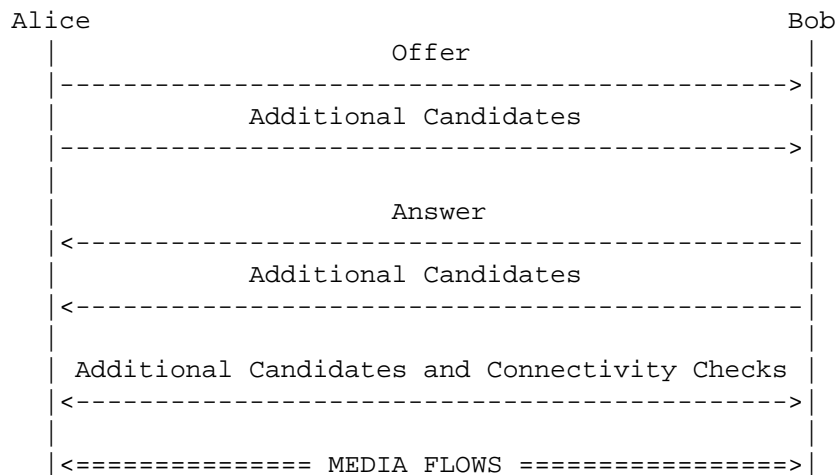 Alice Bob
Offer
Additional Candidates
Answer
Additional Candidates
Additional Candidates and Connectivity Checks
MEDIA FLOWS